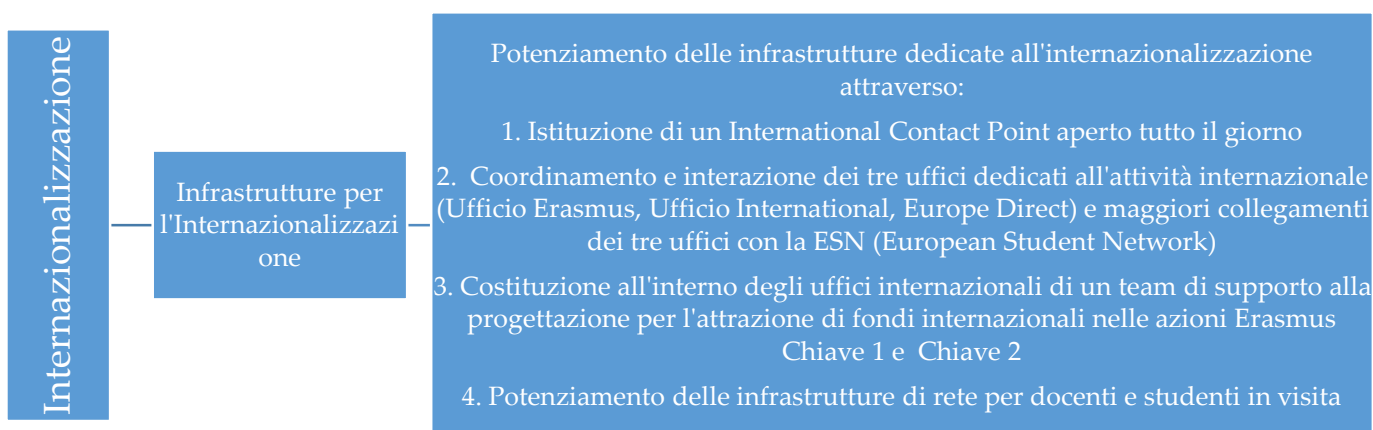 Internazionalizzazione
Infrastrutture per
l'Internazionalizzazi
one
Potenziamento delle infrastrutture dedicate all'internazionalizzazione
attraverso:
1. Istituzione di un International Contact Point aperto tutto il giorno
2. Coordinamento e interazione dei tre uffici dedicati all'attività internazionale
(Ufficio Erasmus, Ufficio International, Europe Direct) e maggiori collegamenti
dei tre uffici con la ESN (European Student Network)
3. Costituzione all'interno degli uffici internazionali di un team di supporto alla
progettazione per l'attrazione di fondi internazionali nelle azioni Erasmus
Chiave 1 e Chiave 2
4. Potenziamento delle infrastrutture di rete per docenti e studenti in visita